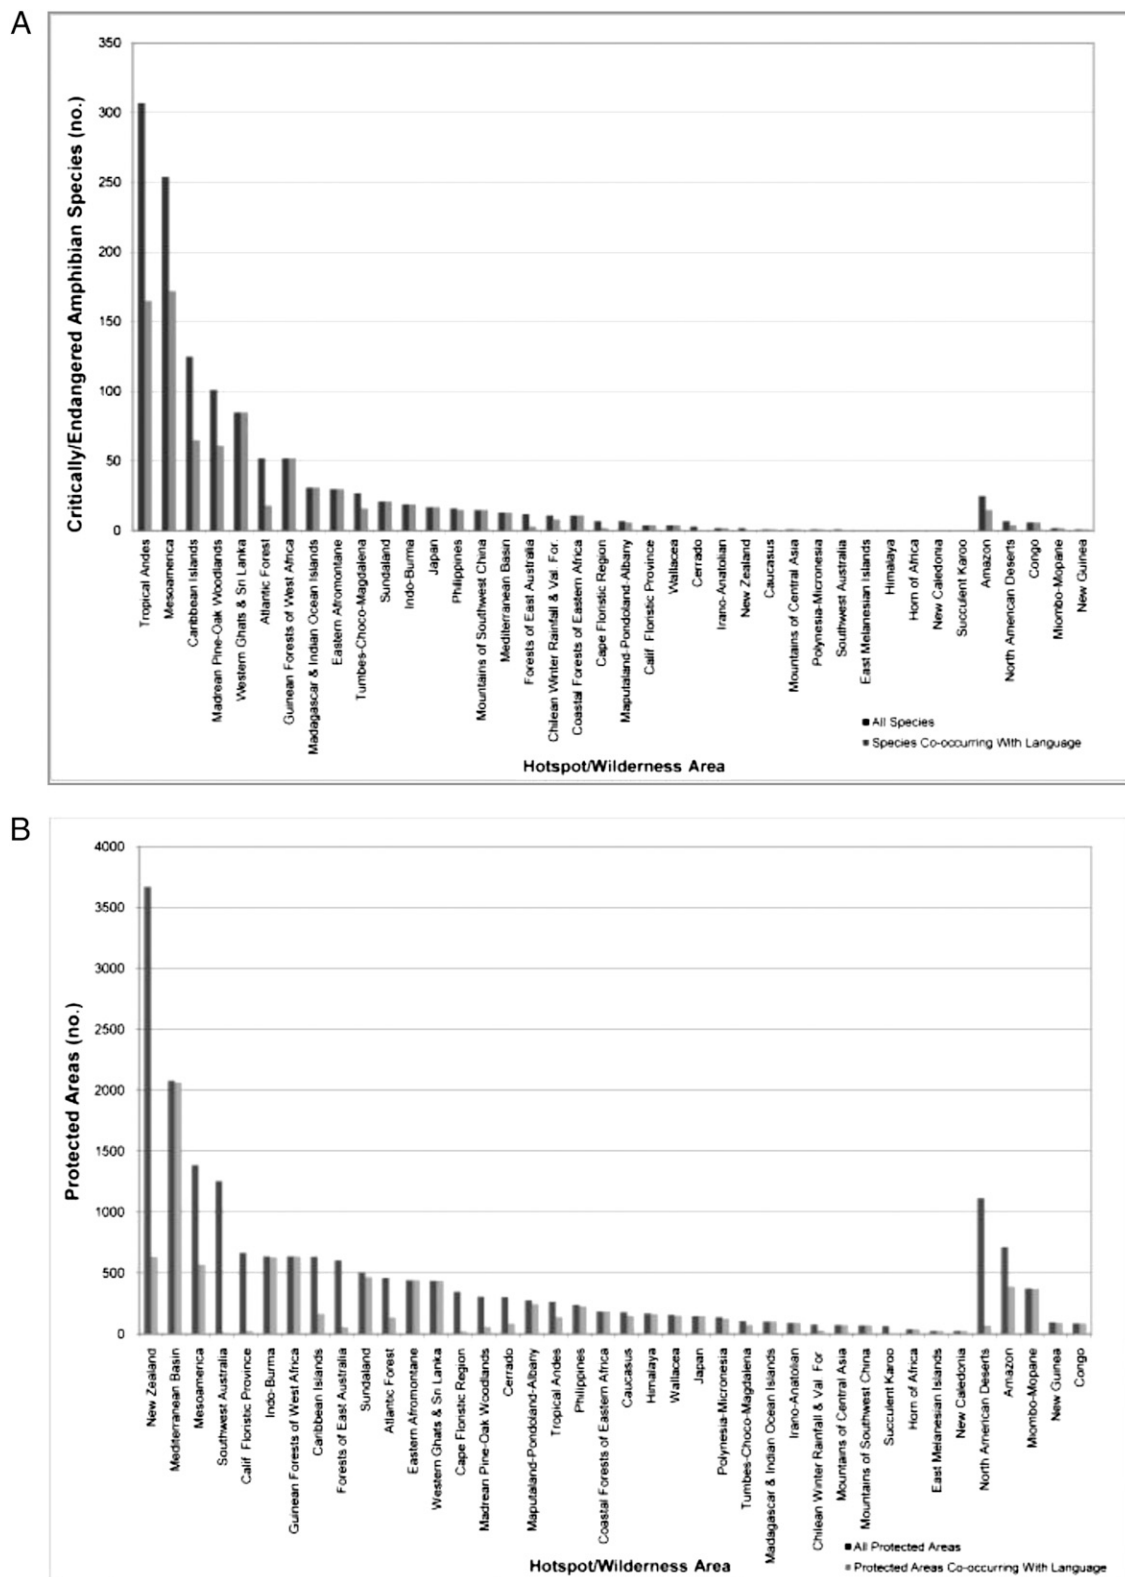 A
Critically/Endangered Amphibian Species (no.)
350
300
250
200
150
100
50
0
Tropical Andes
Mesoamerica
Caribbean Islands
Madrean Pine-Oak Woodlands
Western Ghats & Sri Lanka
Atlantic Forest
Guinean Forests of West Africa
Madagascar & Indian Ocean Islands
Eastern Afromontane
Tumbes-Choco-Magdalena
Sundaland
Indo-Burma
Japan
Philippines
Mountains of Southwest China
Mediterranean Basin
Forests of East Australia
Chilean Winter Rainfall & Val. For.
Coastal Forests of Eastern Africa
Cape Floristic Region
Maputaland-Pondoland-Albany
Calif Floristic Province
Wallacea
Cerrado
Irano-Anatolian
New Zealand
Caucasus
Mountains of Central Asia
Polynesia-Micronesia
Southwest Australia
East Melanesian Islands
Himalaya
Horn of Africa
New Caledonia
Succulent Karoo
Amazon
North American Deserts
Congo
Miombo-Mopane
New Guinea
All Species
Species Co-occurring With Language
Hotspot/Wilderness Area
B
Protected Areas (no.)
4000
3500
3000
2500
2000
1500
1000
500
0
New Zealand
Mediterranean Basin
Mesoamerica
Southwest Australia
Calif Floristic Province
Indo-Burma
Guinean Forests of West Africa
Caribbean Islands
Forests of East Australia
Sundaland
Atlantic Forest
Eastern Afromontane
Western Ghats & Sri Lanka
Cape Floristic Region
Madrean Pine-Oak Woodlands
Cerrado
Maputaland-Pondoland-Albany
Tropical Andes
Philippines
Coastal Forests of Eastern Africa
Caucasus
Himalaya
Wallacea
Japan
Polynesia-Micronesia
Tumbes-Choco-Magdalena
Madagascar & Indian Ocean Islands
Irano-Anatolian
Chilean Winter Rainfall & Val For
Mountains of Central Asia
Mountains of Southwest China
Succulent Karoo
Horn of Africa
East Melanesian Islands
New Caledonia
North American Deserts
Amazon
Miombo-Mopane
New Guinea
Congo
All Protected Areas
Protected Areas Co-occurring With Language
Hotspot/Wilderness Area